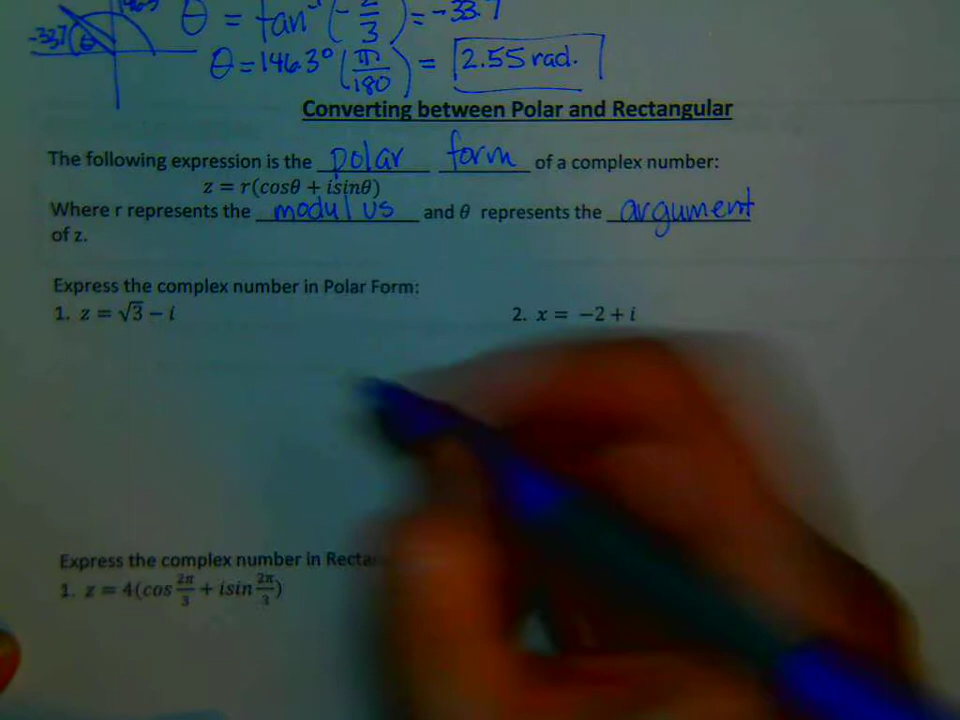 θ = tan⁻¹(-2/3) = -33.7
-33.7 θ
θ = 146.3° (π/180) = 2.55 rad.
Converting between Polar and Rectangular
The following expression is the polar form of a complex number:
z = r(cosθ + isinθ)
Where r represents the modulus and θ represents the argument
of z.
Express the complex number in Polar Form:
1. z = √3 − i 2. x = −2 + i
Express the complex number in
1. z = 4(cos 2π/3 + isin 2π/3)